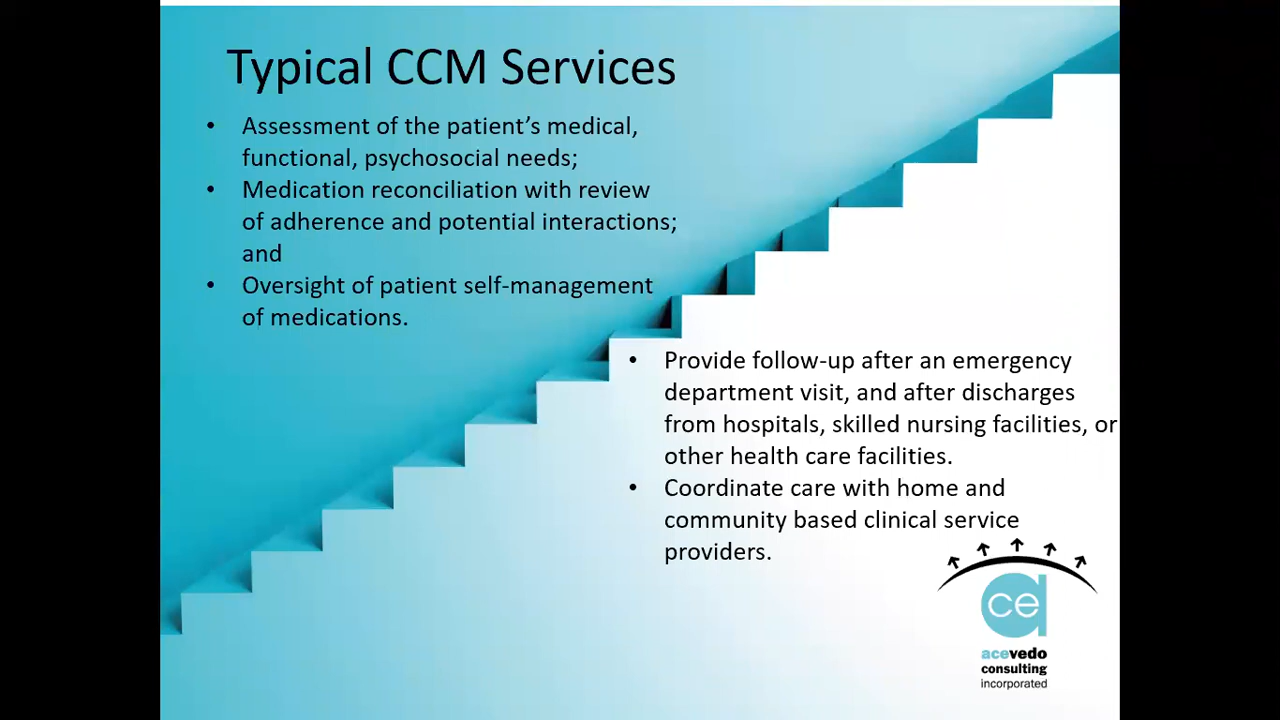 Typical CCM Services
• Assessment of the patient’s medical,
functional, psychosocial needs;
• Medication reconciliation with review
of adherence and potential interactions;
and
• Oversight of patient self-management
of medications.
• Provide follow-up after an emergency
department visit, and after discharges
from hospitals, skilled nursing facilities, or
other health care facilities.
• Coordinate care with home and
community based clinical service
providers.
ace
acevedo
consulting
incorporated